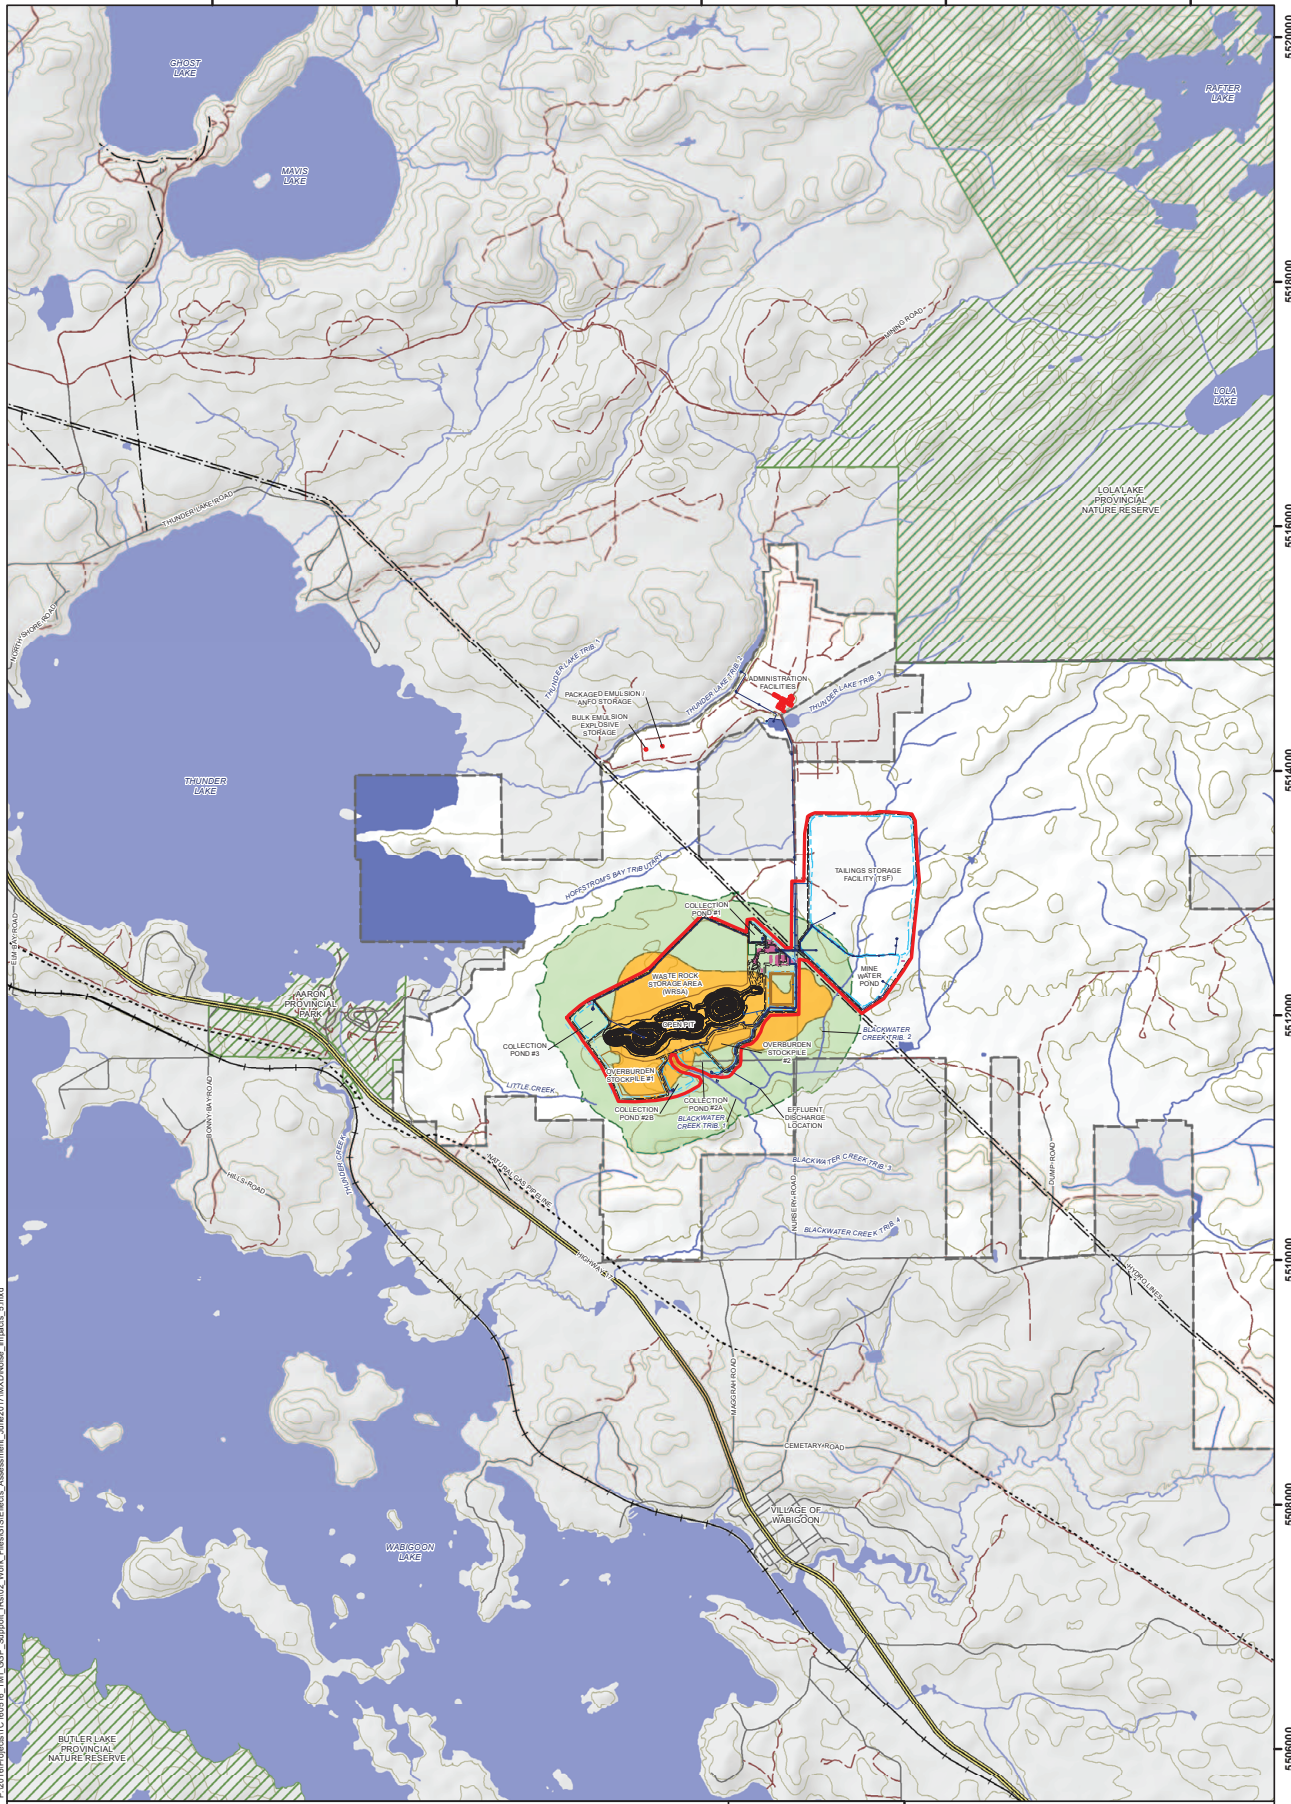 5520000
GHOST
LAKE
RAFTER
LAKE
MAVIS
LAKE
5518000
MINING ROAD
LOLA
LAKE
THUNDER LAKE ROAD
LOLA LAKE
PROVINCIAL
NATURE RESERVE
5516000
NORTH SHORE ROAD
THUNDER LAKE TRIB. 1
THUNDER LAKE TRIB. 2
ADMINISTRATION
FACILITIES
THUNDER LAKE TRIB. 3
PACKAGED EMULSION /
ANFO STORAGE
BULK EMULSION
EXPLOSIVE
STORAGE
5514000
THUNDER
LAKE
HOFFSTROM'S BAY TRIBUTARY
TAILINGS STORAGE
FACILITY (TSF)
COLLECTION
POND #1
ELM BAY ROAD
WASTE ROCK
STORAGE AREA
(WRSA)
MINE
WATER
POND
AARON
PROVINCIAL
PARK
OPEN PIT
5512000
BLACKWATER
CREEK TRIB. 2
COLLECTION
POND #3
OVERBURDEN
STOCKPILE
#2
OVERBURDEN
STOCKPILE #1
LITTLE CREEK
COLLECTION
POND #2B
COLLECTION
POND #2A
BLACKWATER
CREEK TRIB. 1
EFFLUENT
DISCHARGE
LOCATION
BONNY BAY ROAD
THUNDER CREEK
NATURAL GAS PIPELINE
HILLS ROAD
BLACKWATER CREEK TRIB. 3
NURSERY ROAD
DUMP ROAD
BLACKWATER CREEK TRIB. 4
5510000
HIGHWAY 17
HYDRO LINES
MAGGRAH ROAD
CEMETARY ROAD
5508000
VILLAGE OF
WABIGOON
WABIGOON
LAKE
BUTLER LAKE
PROVINCIAL
NATURE RESERVE
5506000